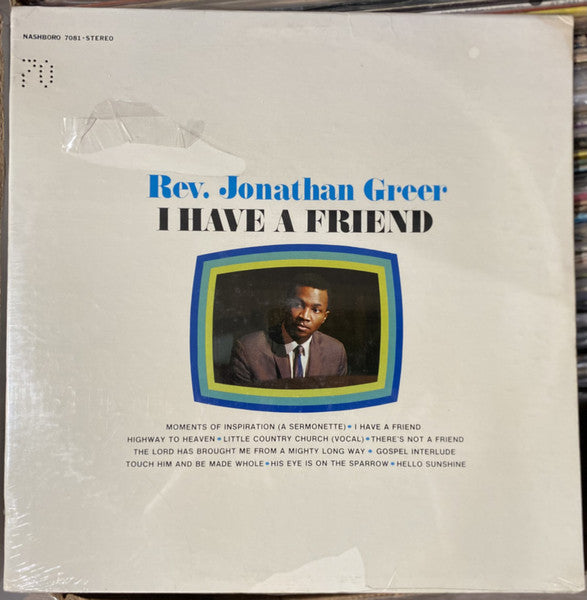 NASHBORO 7081 • STEREO
70
Rev. Jonathan Greer
I HAVE A FRIEND
MOMENTS OF INSPIRATION (A SERMONETTE) • I HAVE A FRIEND
HIGHWAY TO HEAVEN • LITTLE COUNTRY CHURCH (VOCAL) • THERE'S NOT A FRIEND
THE LORD HAS BROUGHT ME FROM A MIGHTY LONG WAY • GOSPEL INTERLUDE
TOUCH HIM AND BE MADE WHOLE • HIS EYE IS ON THE SPARROW • HELLO SUNSHINE